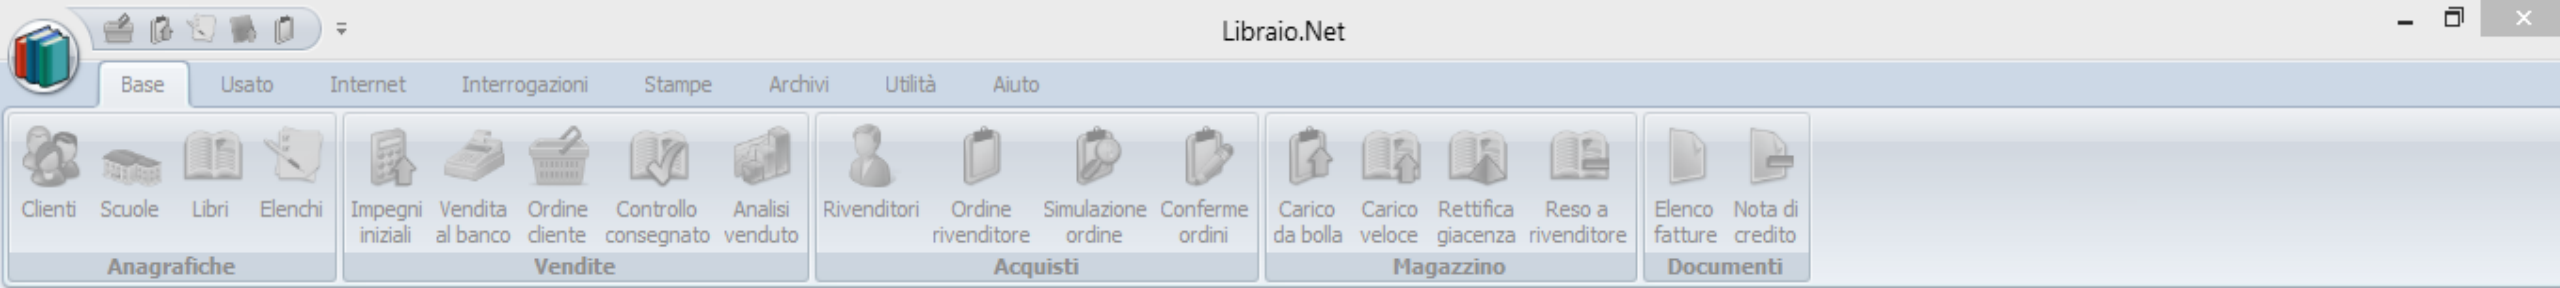 Libraio.Net
Base Usato Internet Interrogazioni Stampe Archivi Utilità Aiuto
Clienti Scuole Libri Elenchi
Anagrafiche
Impegni iniziali Vendita al banco Ordine cliente Controllo consegnato Analisi venduto
Vendite
Rivenditori Ordine rivenditore Simulazione ordine Conferme ordini
Acquisti
Carico da bolla Carico veloce Rettifica giacenza Reso a rivenditore
Magazzino
Elenco fatture Nota di credito
Documenti